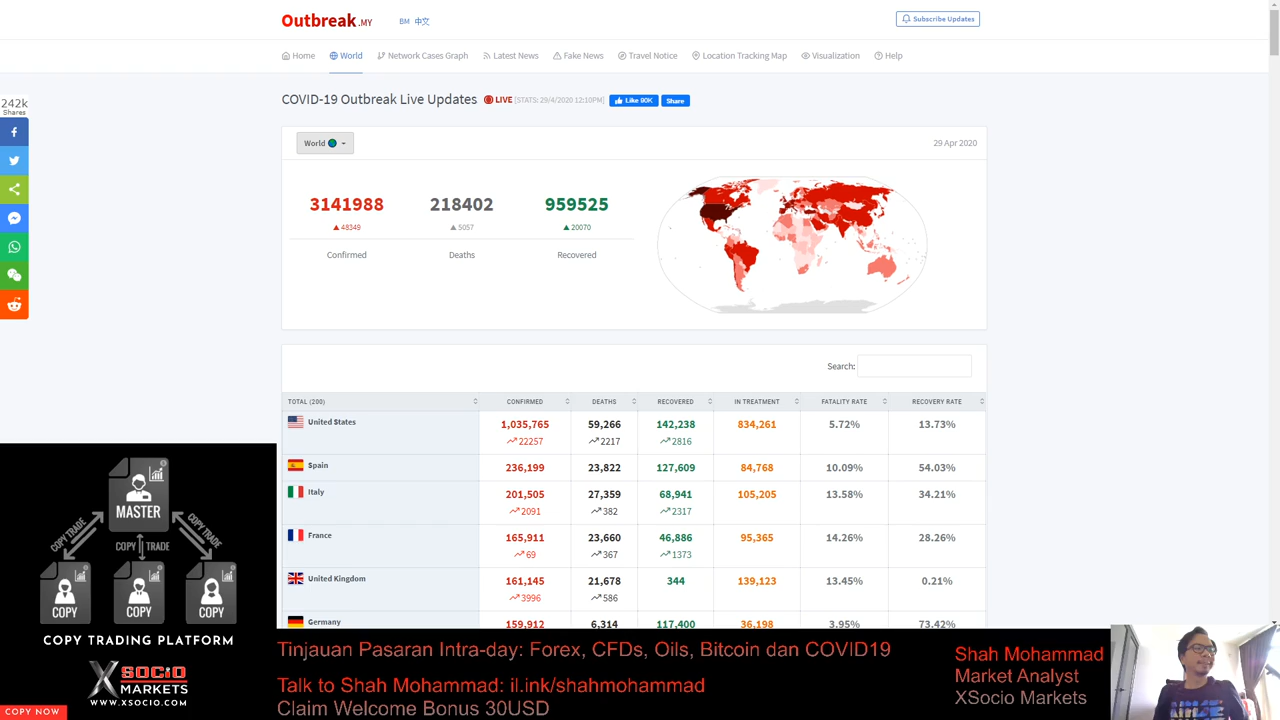 Outbreak.MY
BM 中文
Subscribe Updates
Home World Network Cases Graph Latest News Fake News Travel Notice Location Tracking Map Visualization Help
242k
Shares
COVID-19 Outbreak Live Updates LIVE [STATS: 29/4/2020 12:10PM] Like 90K Share
World 29 Apr 2020
3141988 218402 959525
48349 5057 20070
Confirmed Deaths Recovered
Search:
TOTAL (200) CONFIRMED DEATHS RECOVERED IN TREATMENT FATALITY RATE RECOVERY RATE
United States 1,035,765 59,266 142,238 834,261 5.72% 13.73%
22257 2217 2816
Spain 236,199 23,822 127,609 84,768 10.09% 54.03%
Italy 201,505 27,359 68,941 105,205 13.58% 34.21%
2091 382 2317
France 165,911 23,660 46,886 95,365 14.26% 28.26%
69 367 1373
United Kingdom 161,145 21,678 344 139,123 13.45% 0.21%
3996 586
Germany 159,912 6,314 117,400 36,198 3.95% 73.42%
MASTER
COPY TRADE COPY TRADE COPY TRADE
COPY COPY COPY
COPY TRADING PLATFORM
XSOCIO
MARKETS
WWW.XSOCIO.COM
COPY NOW
Tinjauan Pasaran Intra-day: Forex, CFDs, Oils, Bitcoin dan COVID19
Talk to Shah Mohammad: il.ink/shahmohammad
Claim Welcome Bonus 30USD
Shah Mohammad
Market Analyst
XSocio Markets